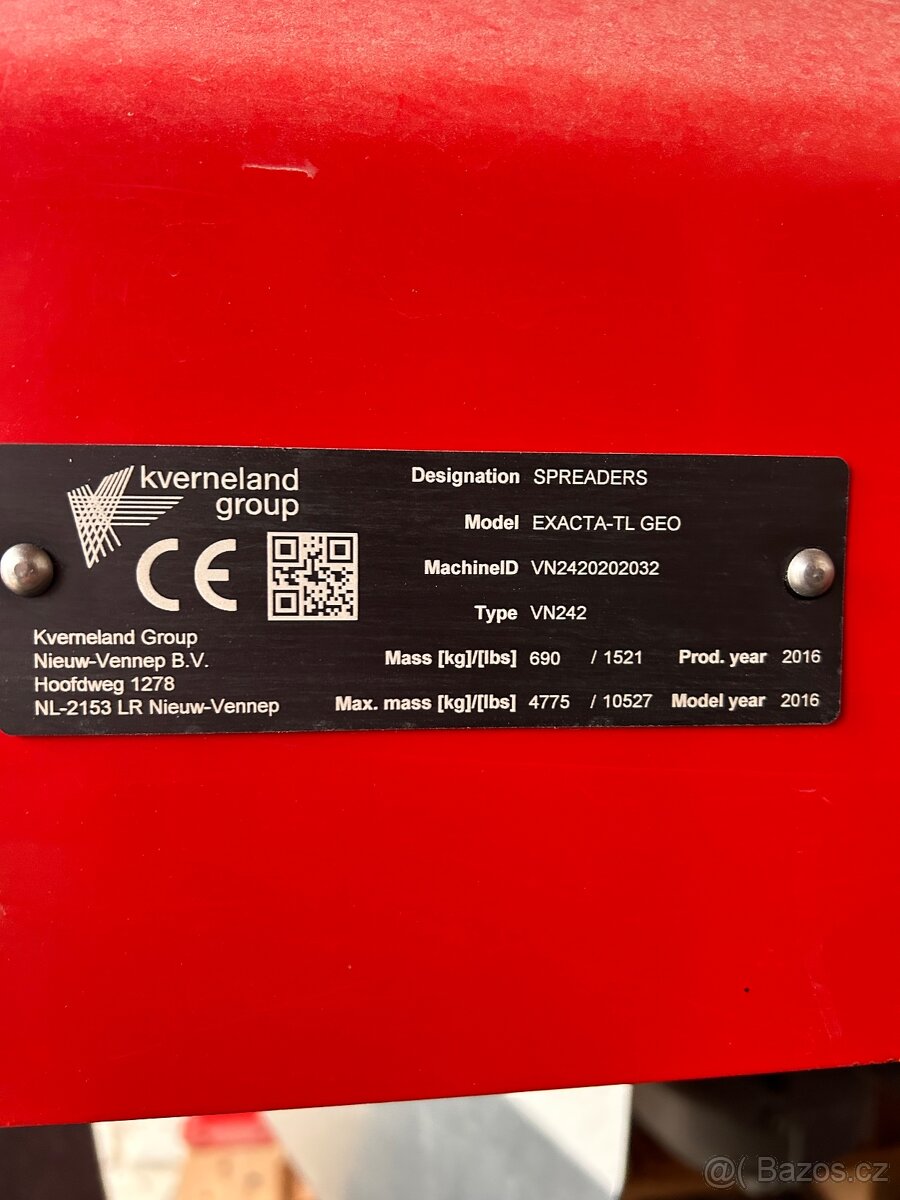 kverneland
group
CE
Kverneland Group
Nieuw-Vennep B.V.
Hoofdweg 1278
NL-2153 LR Nieuw-Vennep
Designation SPREADERS
Model EXACTA-TL GEO
MachineID VN2420202032
Type VN242
Mass [kg]/[lbs] 690 / 1521 Prod. year 2016
Max. mass [kg]/[lbs] 4775 / 10527 Model year 2016
@( Bazos.cz